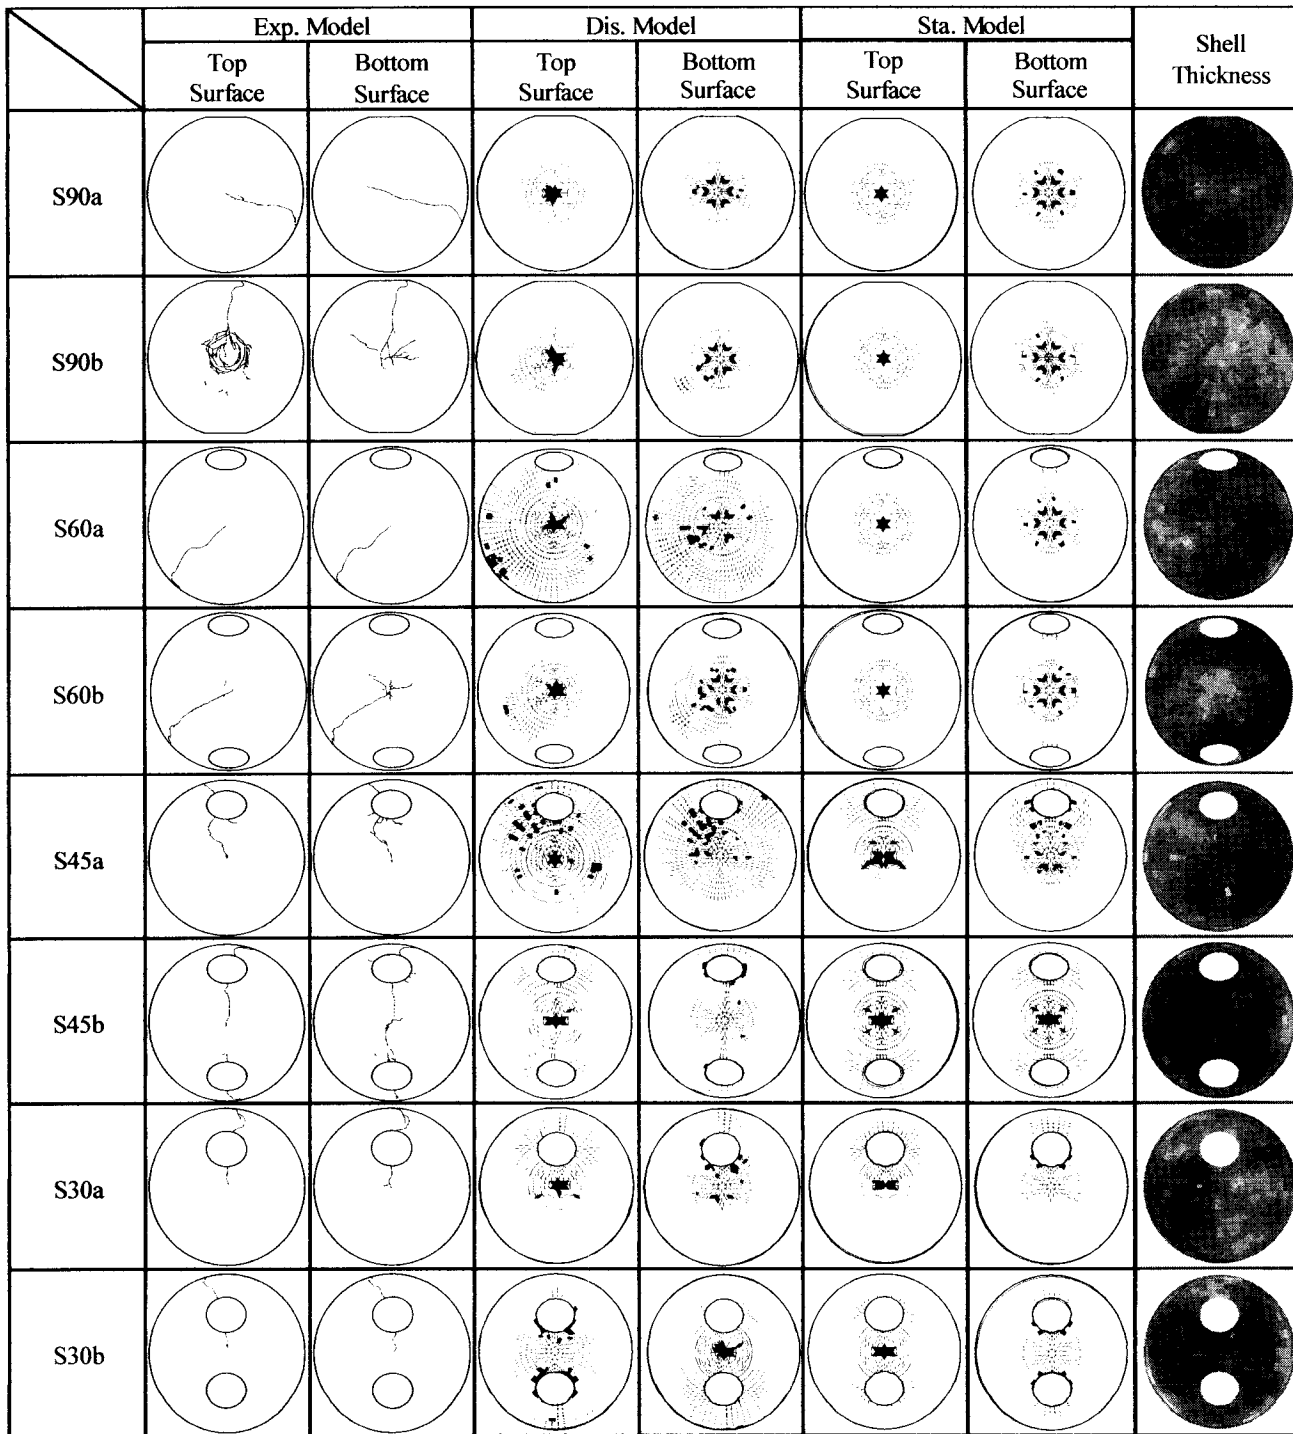 Exp. Model
Dis. Model
Sta. Model
Shell
Thickness
Top
Surface
Bottom
Surface
Top
Surface
Bottom
Surface
Top
Surface
Bottom
Surface
S90a
S90b
S60a
S60b
S45a
S45b
S30a
S30b